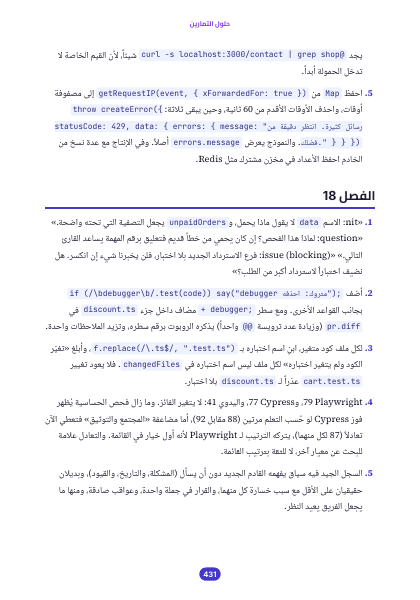 حلول التمارين
يجد curl -s localhost:3000/contact | grep shop@ شيئاً، لأن القيم الخاصة لا
تدخل الحمولة أبداً.
5. احفظ Map من getRequestIP(event, { xForwardedFor: true }) إلى مصفوفة
أوقات، واحذف الأوقات الأقدم من 60 ثانية، وحين يبقى ثلاثة: throw createError({
statusCode: 429, data: { errors: { message: "رسائل كثيرة. انتظر دقيقة من
فضلك." } } }). والنموذج يعرض errors.message أصلاً. وفي الإنتاج مع عدة نسخ من
الخادم احفظ الأعداد في مخزن مشترك مثل Redis.
الفصل 18
1. «nit: الاسم data لا يقول ماذا يحمل، وunpaidOrders يجعل التصفية التي تحته واضحة.»
«question: لماذا هذا الفحص؟ إن كان يحمي من خطأ قديم فتعليق برقم المهمة يساعد القارئ
التالي.» «issue (blocking): فرع الاسترداد الجديد بلا اختبار، فلن يخبرنا شيء إن انكسر. هل
نضيف اختباراً لاسترداد أكبر من الطلب؟»
2. أضف if (/\bdebugger\b/.test(code)) say("debugger متروك: احذفه");
بجانب القواعد الأخرى. ومع سطر + debugger; مضاف داخل جزء discount.ts في
pr.diff (وزيادة عدد ترويسة @@ واحداً) يذكره الروبوت برقم سطره، وتزيد الملاحظات واحدة.
3. لكل ملف كود متغير، ابنِ اسم اختباره بـ f.replace(/\.ts$/, ".test.ts")، وأبلغ «تغيّر
الكود ولم يتغير اختباره» لكل ملف ليس اسم اختباره في changedFiles. فلا يعود تغيير
cart.test.ts عذراً لـ discount.ts بلا اختبار.
4. Playwright 79، وCypress 77، واليدوي 41: لا يتغير الفائز. وما زال فحص الحساسية يُظهر
فوز Cypress لو حُسب التعلم مرتين (88 مقابل 92)، أما مضاعفة «المجتمع والتوثيق» فتعطي الآن
تعادلاً (87 لكل منهما)، يتركه الترتيب لـ Playwright لأنه أول خيار في القائمة. والتعادل علامة
للبحث عن معيار آخر، لا للثقة بترتيب القائمة.
5. السجل الجيد فيه سياق يفهمه القادم الجديد دون أن يسأل (المشكلة، والتاريخ، والقيود)، وبديلان
حقيقيان على الأقل مع سبب خسارة كل منهما، والقرار في جملة واحدة، وعواقب صادقة، ومنها ما
يجعل الفريق يعيد النظر.
431